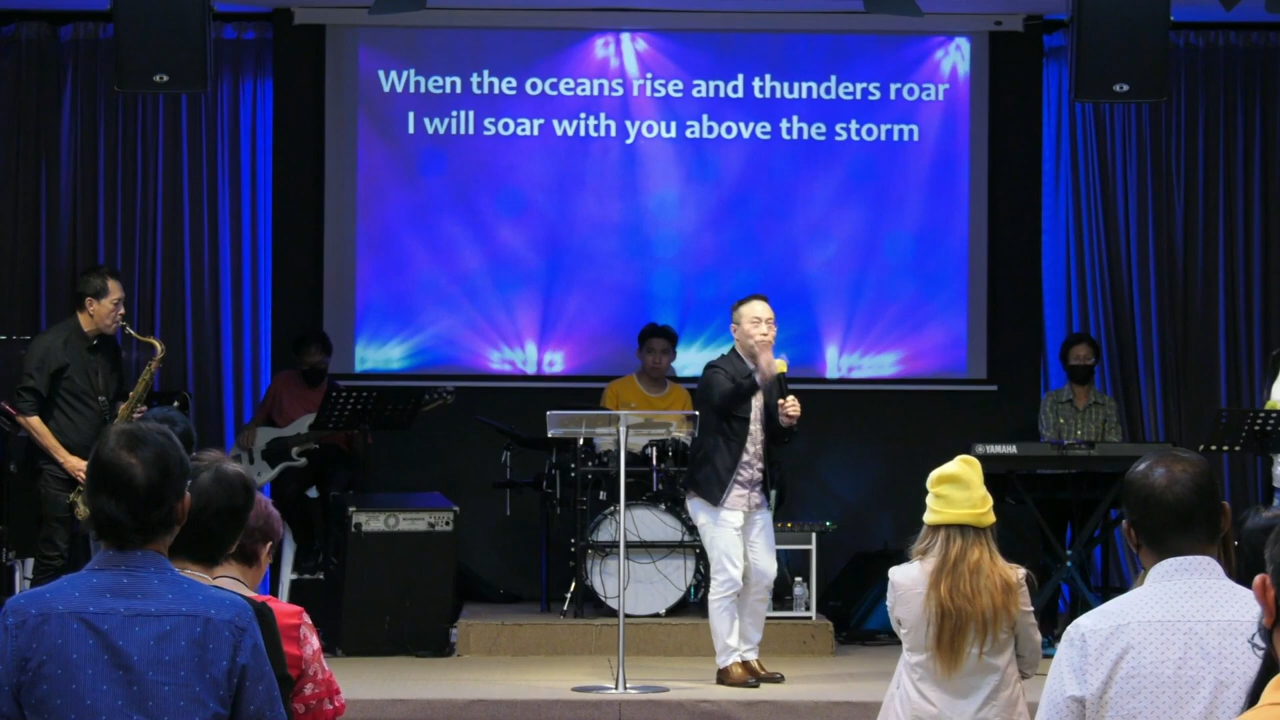 When the oceans rise and thunders roar
I will soar with you above the storm
YAMAHA